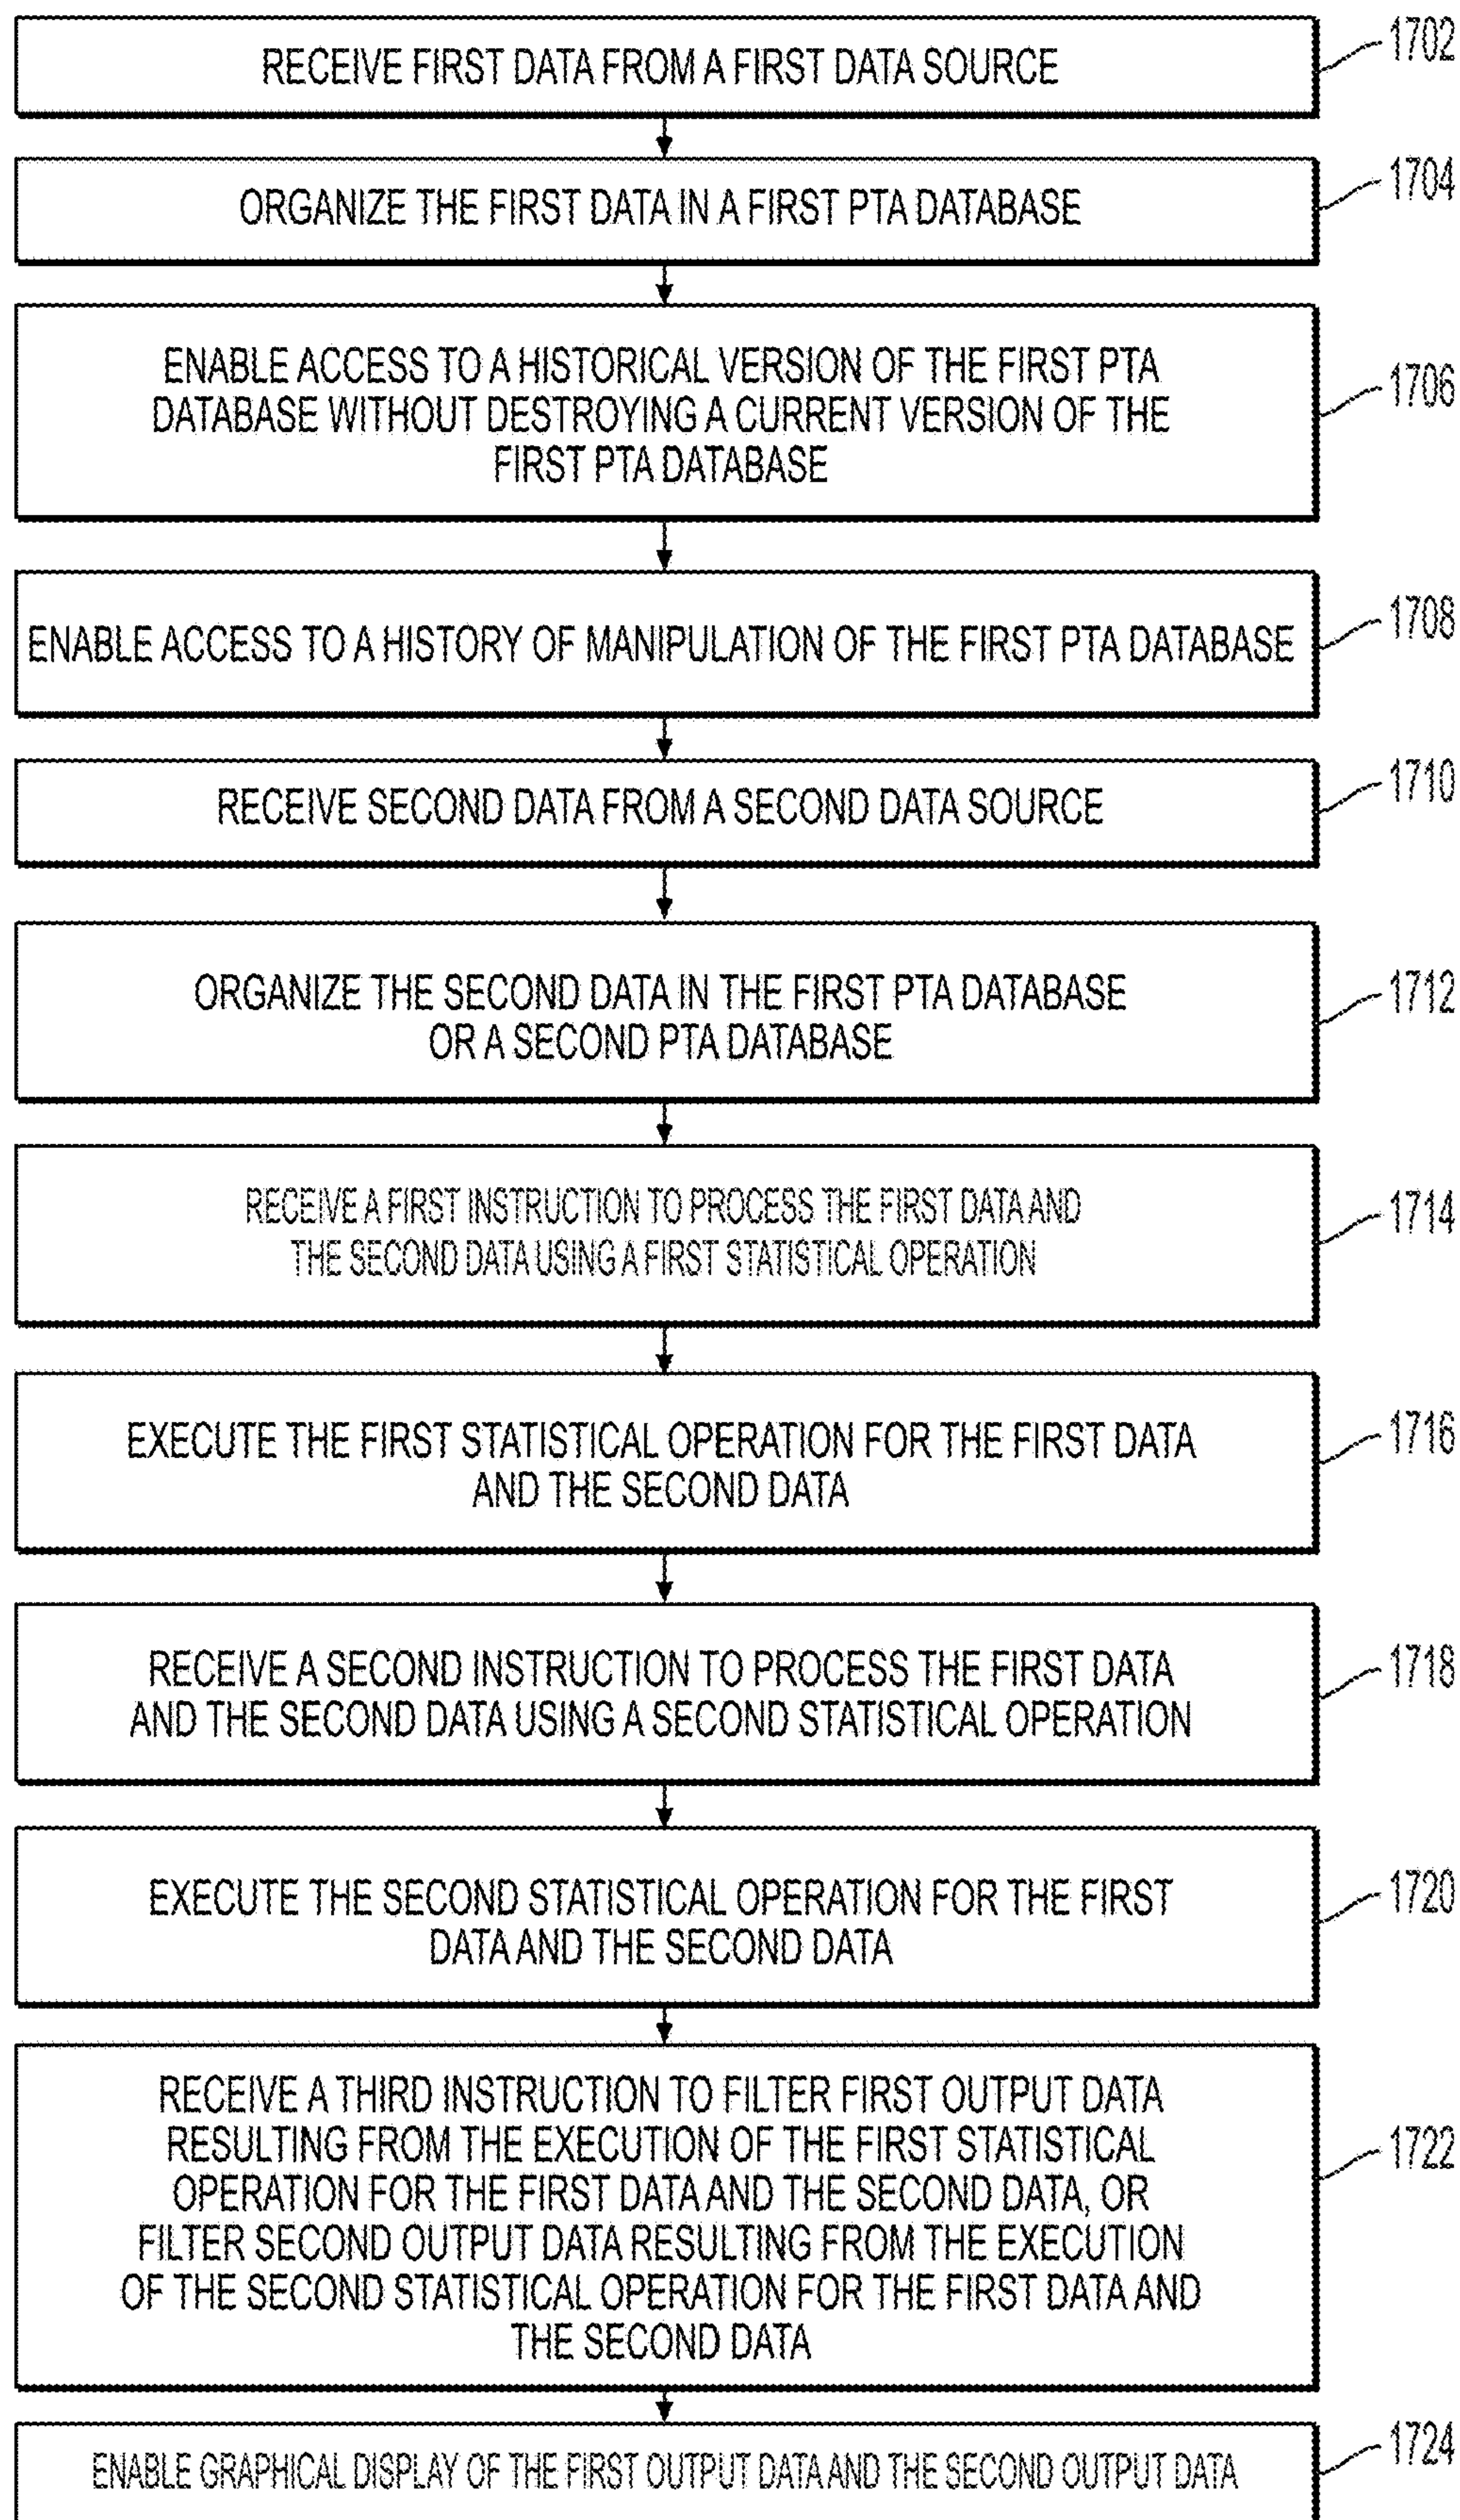 RECEIVE FIRST DATA FROM A FIRST DATA SOURCE
1702
ORGANIZE THE FIRST DATA IN A FIRST PTA DATABASE
1704
ENABLE ACCESS TO A HISTORICAL VERSION OF THE FIRST PTA
DATABASE WITHOUT DESTROYING A CURRENT VERSION OF THE
FIRST PTA DATABASE
1706
ENABLE ACCESS TO A HISTORY OF MANIPULATION OF THE FIRST PTA DATABASE
1708
RECEIVE SECOND DATA FROM A SECOND DATA SOURCE
1710
ORGANIZE THE SECOND DATA IN THE FIRST PTA DATABASE
OR A SECOND PTA DATABASE
1712
RECEIVE A FIRST INSTRUCTION TO PROCESS THE FIRST DATA AND
THE SECOND DATA USING A FIRST STATISTICAL OPERATION
1714
EXECUTE THE FIRST STATISTICAL OPERATION FOR THE FIRST DATA
AND THE SECOND DATA
1716
RECEIVE A SECOND INSTRUCTION TO PROCESS THE FIRST DATA
AND THE SECOND DATA USING A SECOND STATISTICAL OPERATION
1718
EXECUTE THE SECOND STATISTICAL OPERATION FOR THE FIRST
DATA AND THE SECOND DATA
1720
RECEIVE A THIRD INSTRUCTION TO FILTER FIRST OUTPUT DATA
RESULTING FROM THE EXECUTION OF THE FIRST STATISTICAL
OPERATION FOR THE FIRST DATA AND THE SECOND DATA, OR
FILTER SECOND OUTPUT DATA RESULTING FROM THE EXECUTION
OF THE SECOND STATISTICAL OPERATION FOR THE FIRST DATA AND
THE SECOND DATA
1722
ENABLE GRAPHICAL DISPLAY OF THE FIRST OUTPUT DATA AND THE SECOND OUTPUT DATA
1724